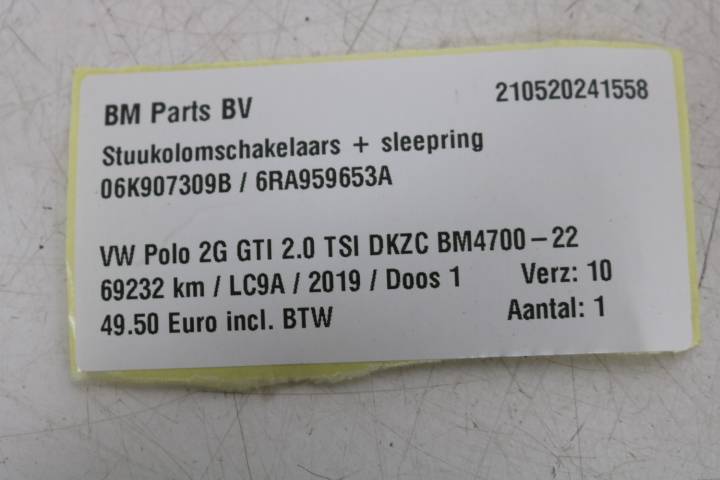 BM Parts BV 210520241558
Stuukolomschakelaars + sleepring
06K907309B / 6RA959653A
VW Polo 2G GTI 2.0 TSI DKZC BM4700-22
69232 km / LC9A / 2019 / Doos 1 Verz: 10
49.50 Euro incl. BTW Aantal: 1